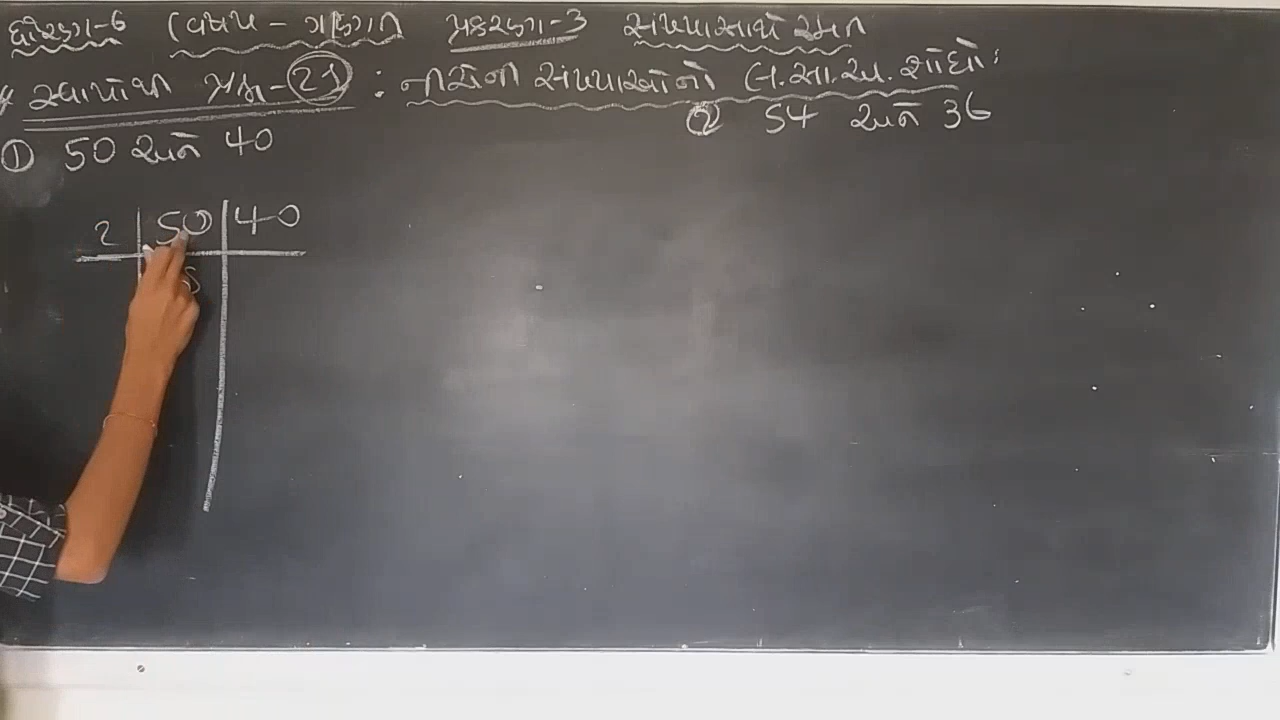 ધોરણ-6 વિષય - ગણિત પ્રકરણ-3 સંખ્યા સાથે રમત
સ્વાધ્યાય પ્રશ્ન-21 : નીચેના સંખ્યાઓનો લ.સા.અ. શોધો:
① 50 અને 40
② 54 અને 36
2 50 40